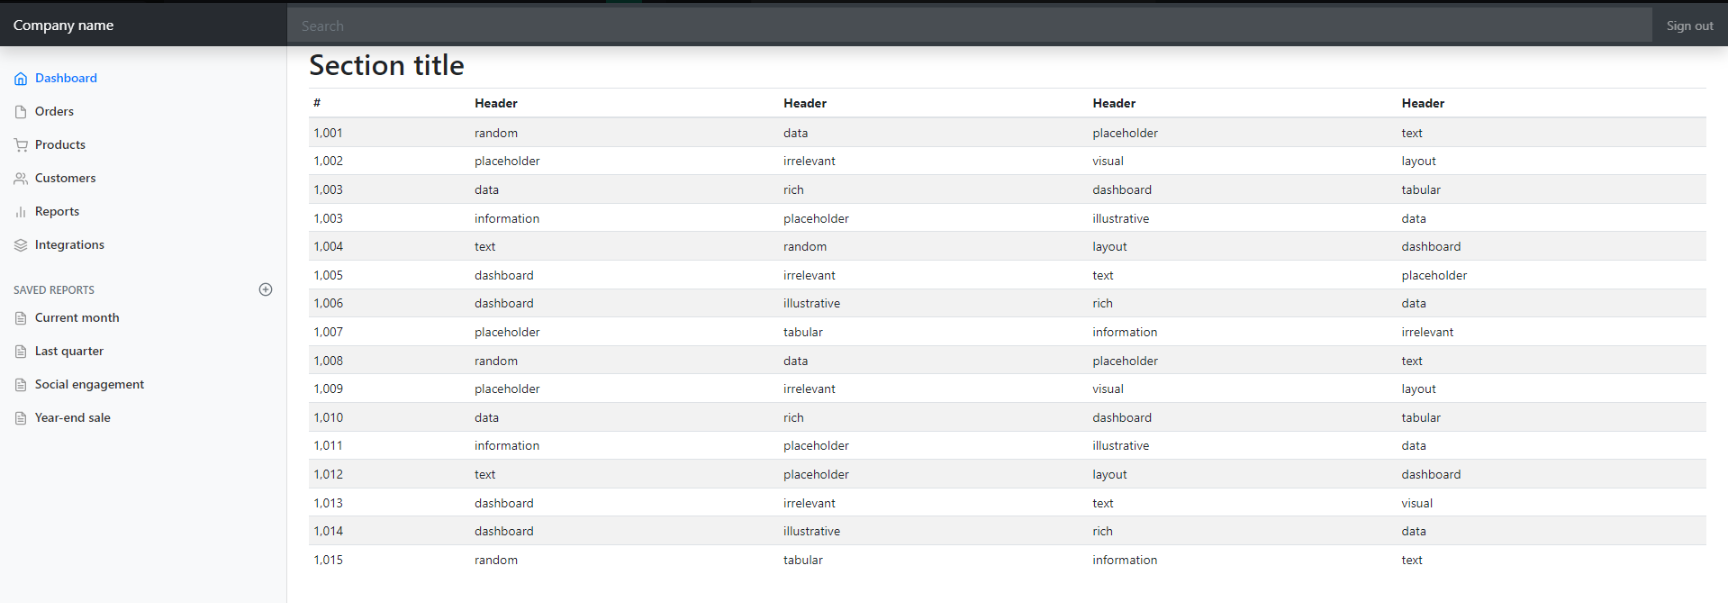 Company name
Search
Sign out
Dashboard
Orders
Products
Customers
Reports
Integrations
SAVED REPORTS
Current month
Last quarter
Social engagement
Year-end sale
Section title
# Header Header Header Header
1,001 random data placeholder text
1,002 placeholder irrelevant visual layout
1,003 data rich dashboard tabular
1,003 information placeholder illustrative data
1,004 text random layout dashboard
1,005 dashboard irrelevant text placeholder
1,006 dashboard illustrative rich data
1,007 placeholder tabular information irrelevant
1,008 random data placeholder text
1,009 placeholder irrelevant visual layout
1,010 data rich dashboard tabular
1,011 information placeholder illustrative data
1,012 text placeholder layout dashboard
1,013 dashboard irrelevant text visual
1,014 dashboard illustrative rich data
1,015 random tabular information text